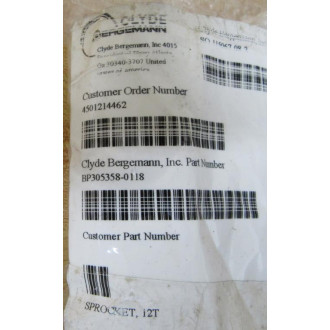 CLYDE
BERGEMANN
Clyde Bergemann, Inc 4015
United
Customer Order Number
4501214462
Clyde Bergemann, Inc. Part Number
BP305358-0118
Customer Part Number
SPROCKET, 12T